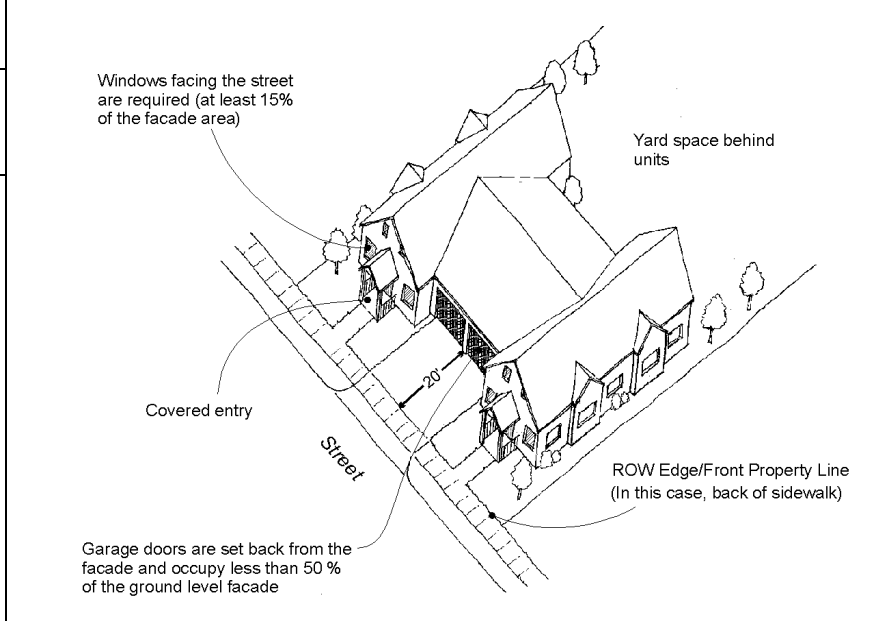 Windows facing the street
are required (at least 15%
of the facade area)
Yard space behind
units
20'
Covered entry
Street
ROW Edge/Front Property Line
(In this case, back of sidewalk)
Garage doors are set back from the
facade and occupy less than 50 %
of the ground level facade